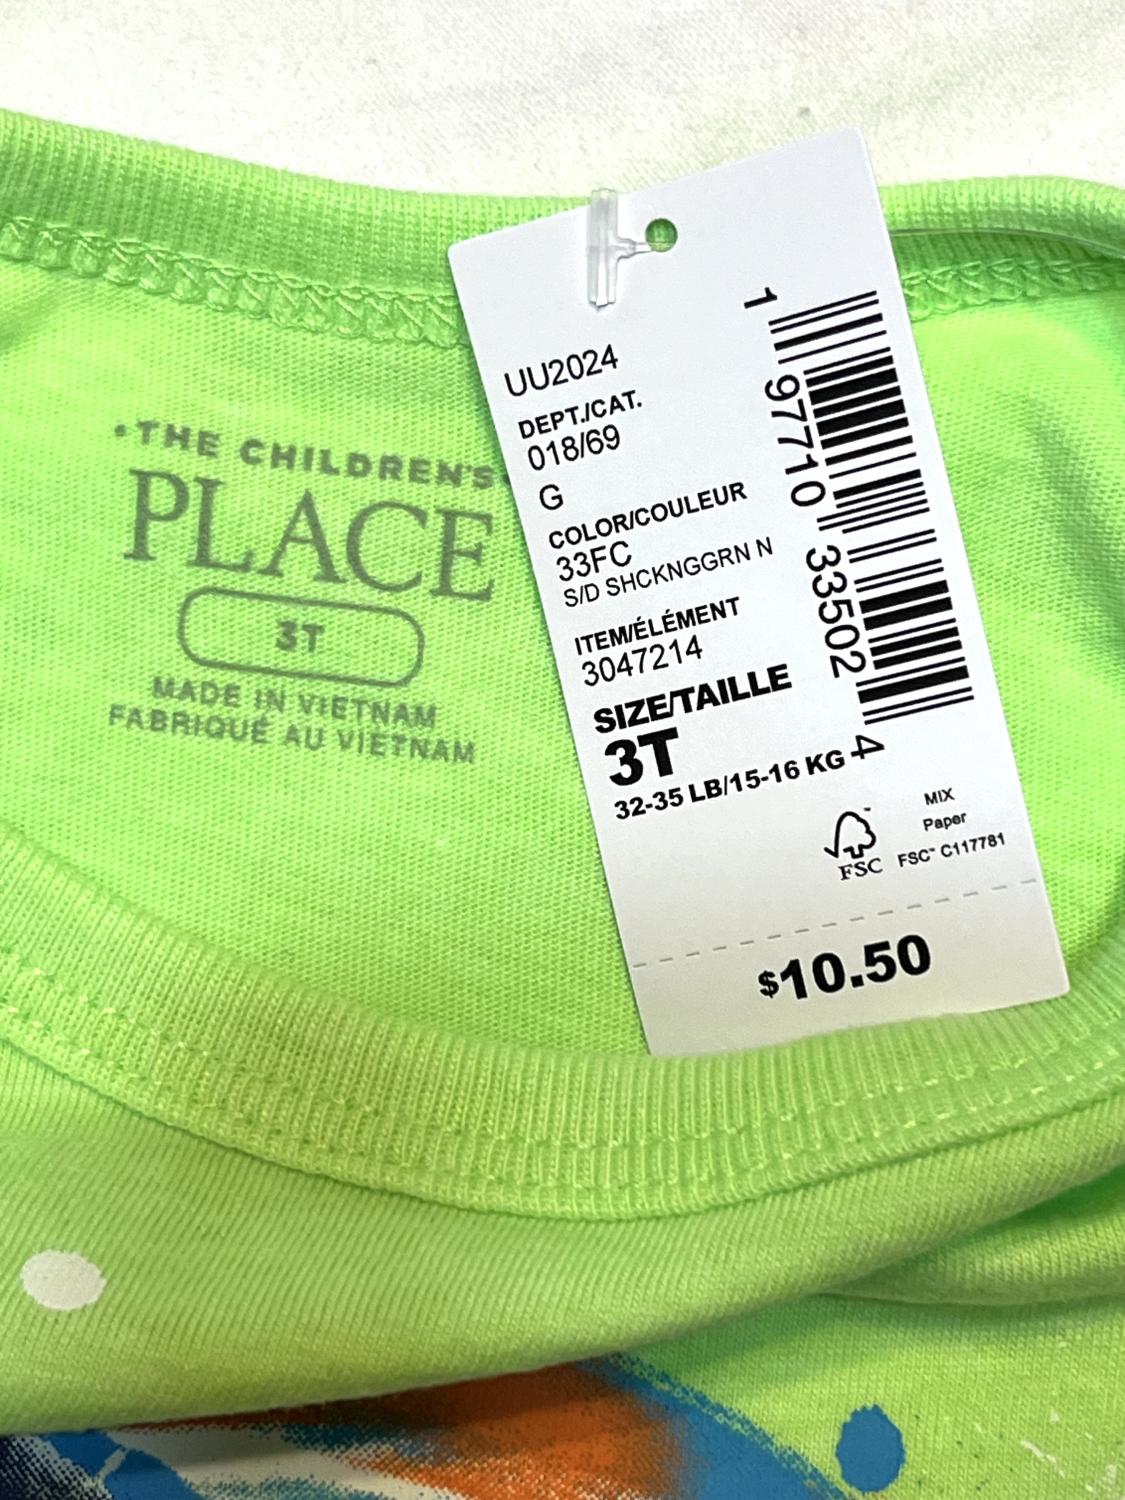 •THE CHILDREN'S
PLACE
3T
MADE IN VIETNAM
FABRIQUÉ AU VIETNAM
UU2024
DEPT./CAT.
018/69
G
COLOR/COULEUR
33FC
S/D SHCKNGGRN N
ITEM/ÉLÉMENT
3047214
SIZE/TAILLE
3T
32-35 LB/15-16 KG
1 97710 33502 4
FSC
MIX
Paper
FSC™ C117781
$10.50